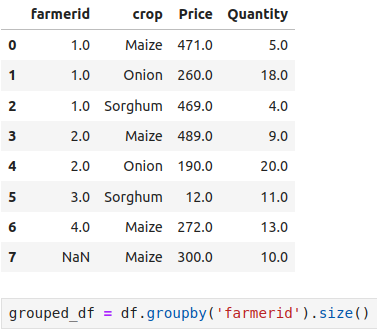 farmerid crop Price Quantity
0 1.0 Maize 471.0 5.0
1 1.0 Onion 260.0 18.0
2 1.0 Sorghum 469.0 4.0
3 2.0 Maize 489.0 9.0
4 2.0 Onion 190.0 20.0
5 3.0 Sorghum 12.0 11.0
6 4.0 Maize 272.0 13.0
7 NaN Maize 300.0 10.0
grouped_df = df.groupby('farmerid').size()